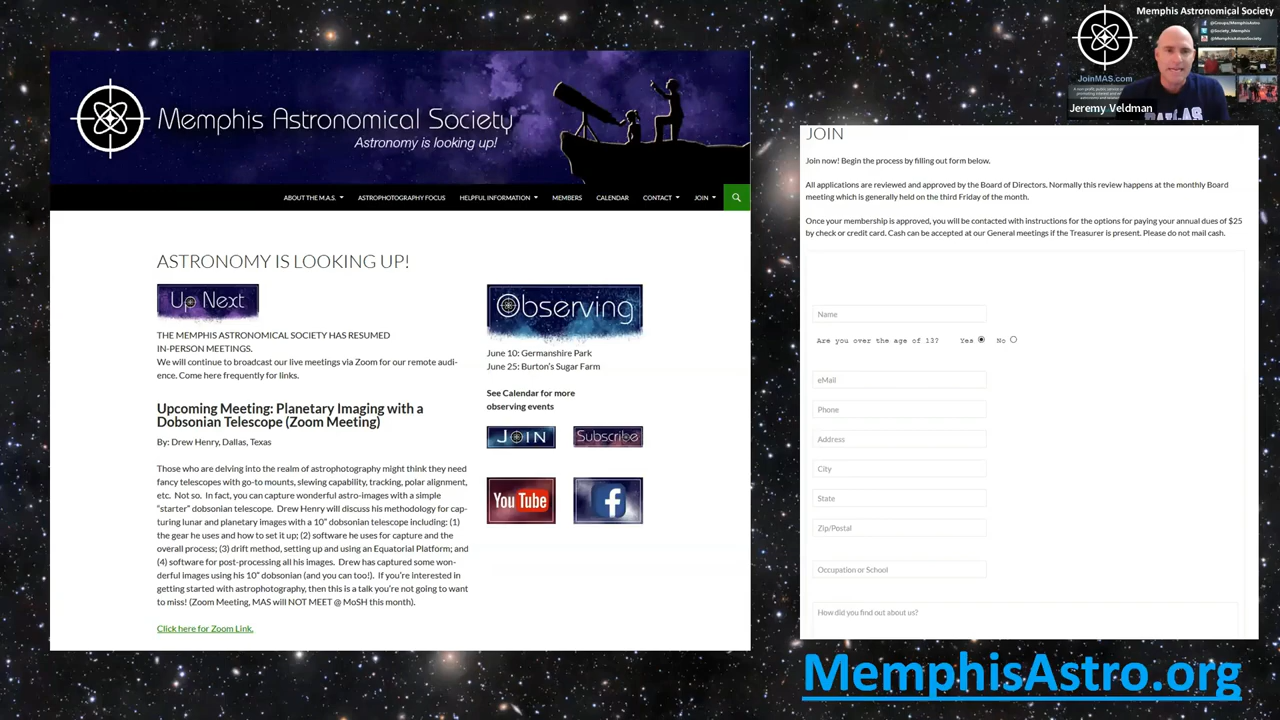 Memphis Astronomical Society
@Groups/MemphisAstro
@Society_Memphis
@MemphisAstronSociety
JoinMAS.com
Jeremy Veldman
Memphis Astronomical Society
Astronomy is looking up!
ABOUT THE M.A.S.
ASTROPHOTOGRAPHY FOCUS
HELPFUL INFORMATION
MEMBERS
CALENDAR
CONTACT
JOIN
ASTRONOMY IS LOOKING UP!
Up Next
THE MEMPHIS ASTRONOMICAL SOCIETY HAS RESUMED
IN-PERSON MEETINGS.
We will continue to broadcast our live meetings via Zoom for our remote audi-
ence. Come here frequently for links.
Upcoming Meeting: Planetary Imaging with a
Dobsonian Telescope (Zoom Meeting)
By: Drew Henry, Dallas, Texas
Those who are delving into the realm of astrophotography might think they need
fancy telescopes with go-to mounts, slewing capability, tracking, polar alignment,
etc. Not so. In fact, you can capture wonderful astro-images with a simple
"starter" dobsonian telescope. Drew Henry will discuss his methodology for cap-
turing lunar and planetary images with a 10" dobsonian telescope including: (1)
the gear he uses and how to set it up; (2) software he uses for capture and the
overall process; (3) drift method, setting up and using an Equatorial Platform; and
(4) software for post-processing all his images. Drew has captured some won-
derful images using his 10" dobsonian (and you can too!). If you're interested in
getting started with astrophotography, then this is a talk you're not going to want
to miss! (Zoom Meeting, MAS will NOT MEET @ MoSH this month).
Click here for Zoom Link.
Observing
June 10: Germanshire Park
June 25: Burton's Sugar Farm
See Calendar for more
observing events
JOIN
Subscribe
YouTube
f
JOIN
Join now! Begin the process by filling out form below.
All applications are reviewed and approved by the Board of Directors. Normally this review happens at the monthly Board
meeting which is generally held on the third Friday of the month.
Once your membership is approved, you will be contacted with instructions for the options for paying your annual dues of $25
by check or credit card. Cash can be accepted at our General meetings if the Treasurer is present. Please do not mail cash.
Name
Are you over the age of 13? Yes No
eMail
Phone
Address
City
State
Zip/Postal
Occupation or School
How did you find out about us?
MemphisAstro.org